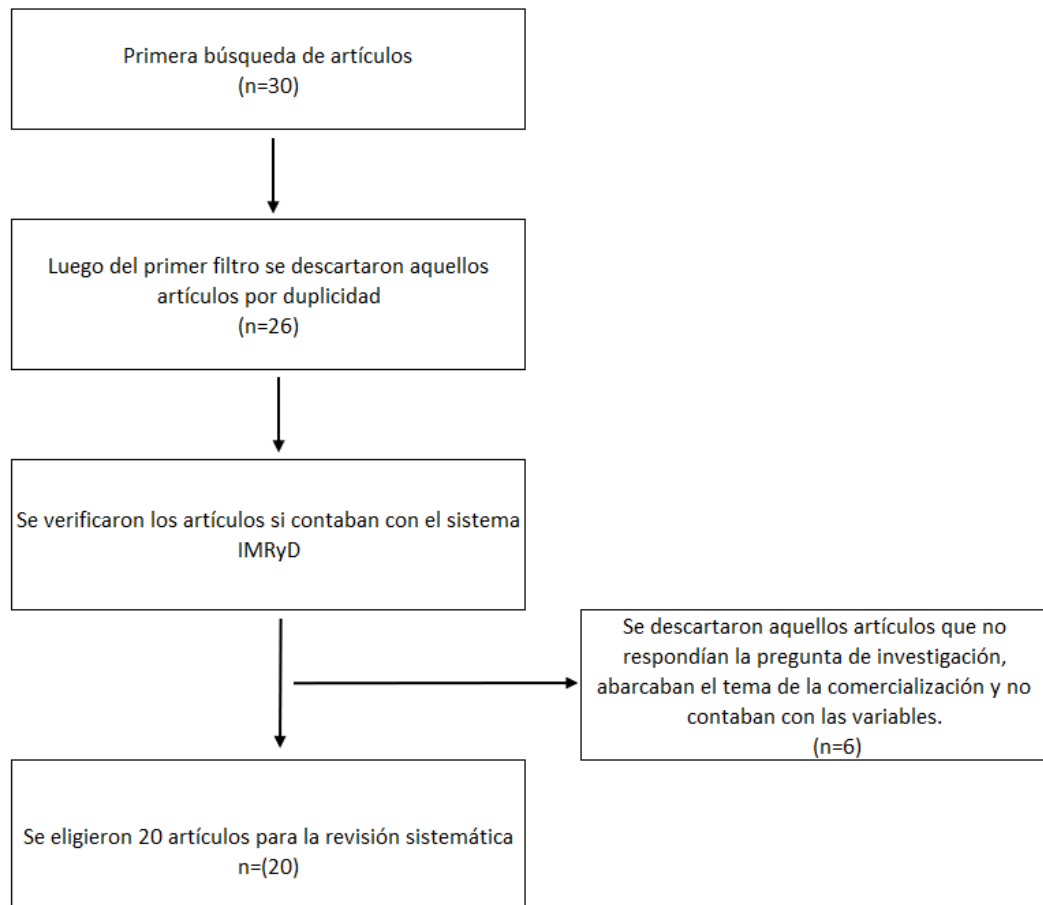 Primera búsqueda de artículos
(n=30)
Luego del primer filtro se descartaron aquellos
artículos por duplicidad
(n=26)
Se verificaron los artículos si contaban con el sistema
IMRyD
Se descartaron aquellos artículos que no
respondían la pregunta de investigación,
abarcaban el tema de la comercialización y no
contaban con las variables.
(n=6)
Se eligieron 20 artículos para la revisión sistemática
n=(20)